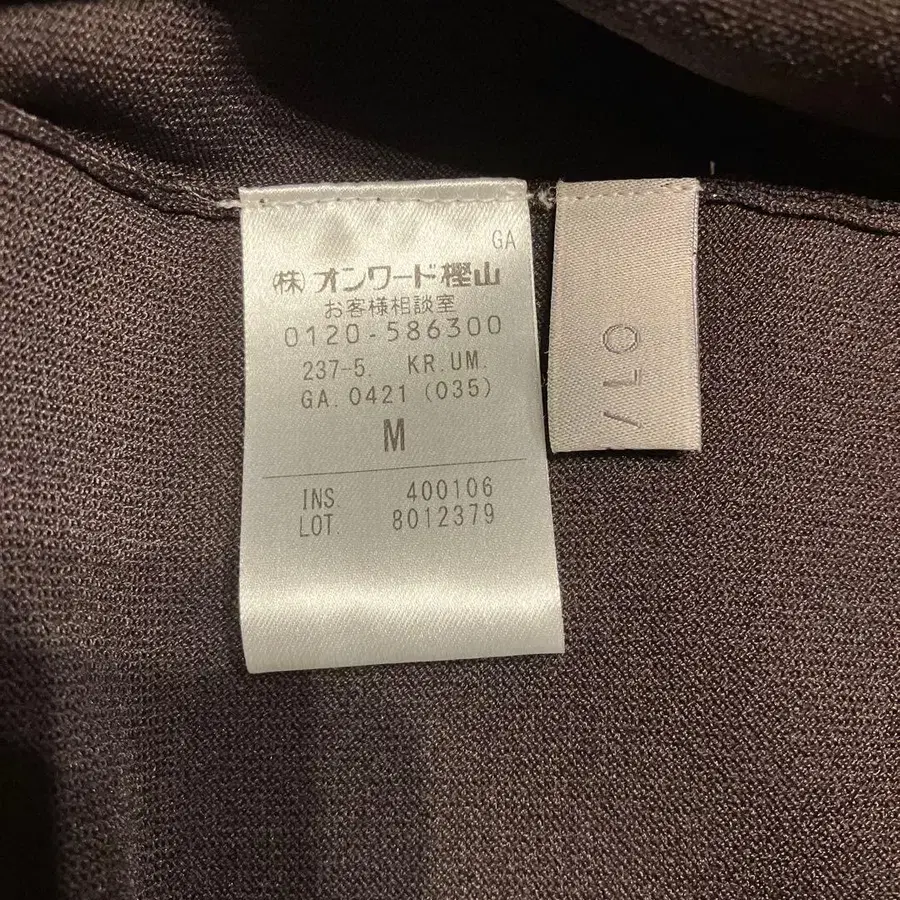 GA
(株)オンワード樫山
お客様相談室
0120-586300
237-5. KR.UM.
GA.0421 (035)
M
INS. 400106
LOT. 8012379